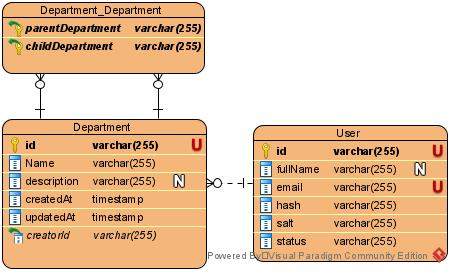 Department_Department
parentDepartment varchar(255)
childDepartment varchar(255)
Department
id varchar(255) U
Name varchar(255)
description varchar(255) N
createdAt timestamp
updatedAt timestamp
creatorId varchar(255)
User
id varchar(255) U
fullName varchar(255) N
email varchar(255) U
hash varchar(255)
salt varchar(255)
status varchar(255)
Powered By Visual Paradigm Community Edition